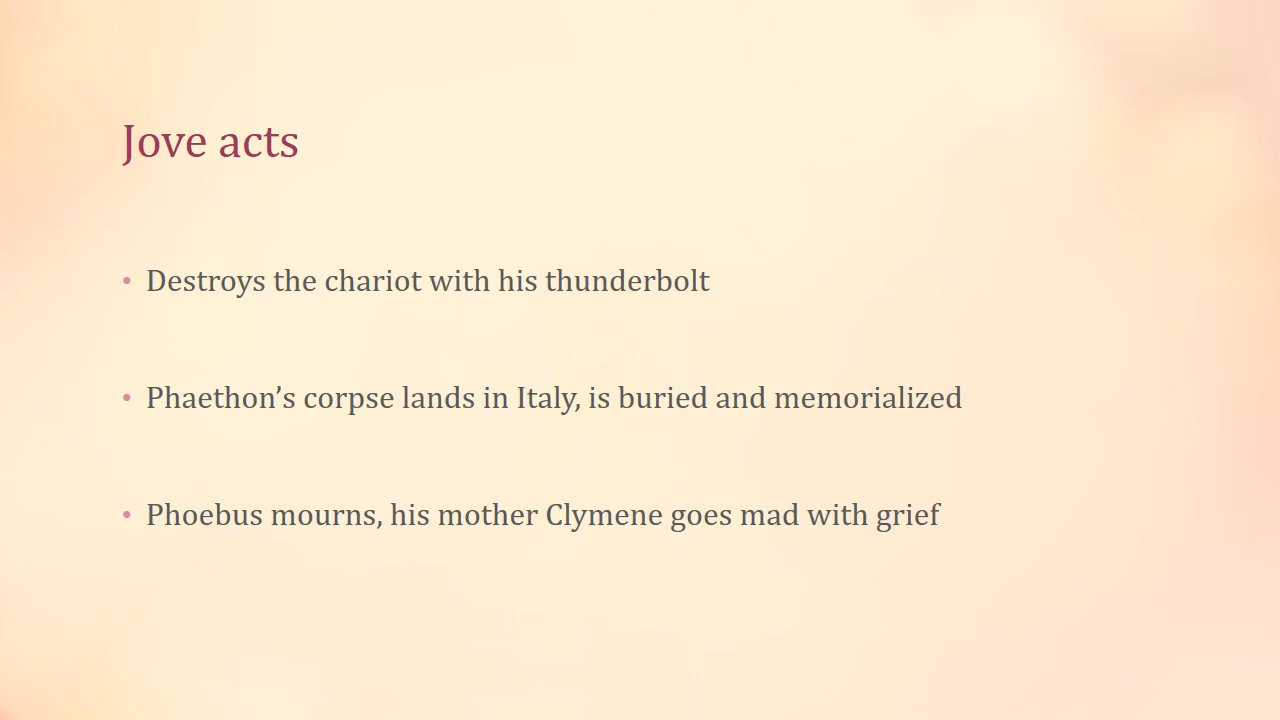 Jove acts
• Destroys the chariot with his thunderbolt
• Phaethon’s corpse lands in Italy, is buried and memorialized
• Phoebus mourns, his mother Clymene goes mad with grief